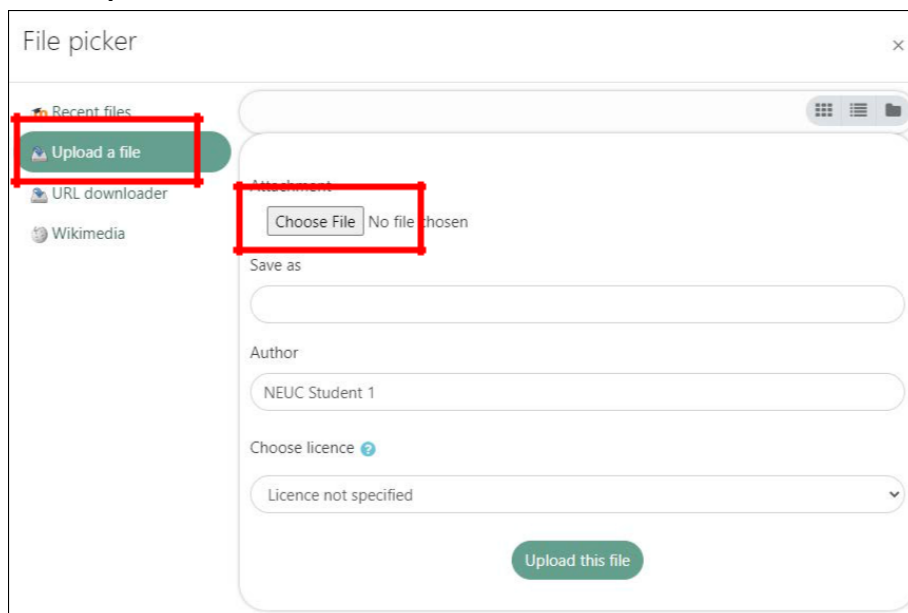 File picker
×
Recent files
Upload a file
URL downloader
Wikimedia
Attachment
Choose File No file chosen
Save as
Author
NEUC Student 1
Choose licence ?
Licence not specified
Upload this file